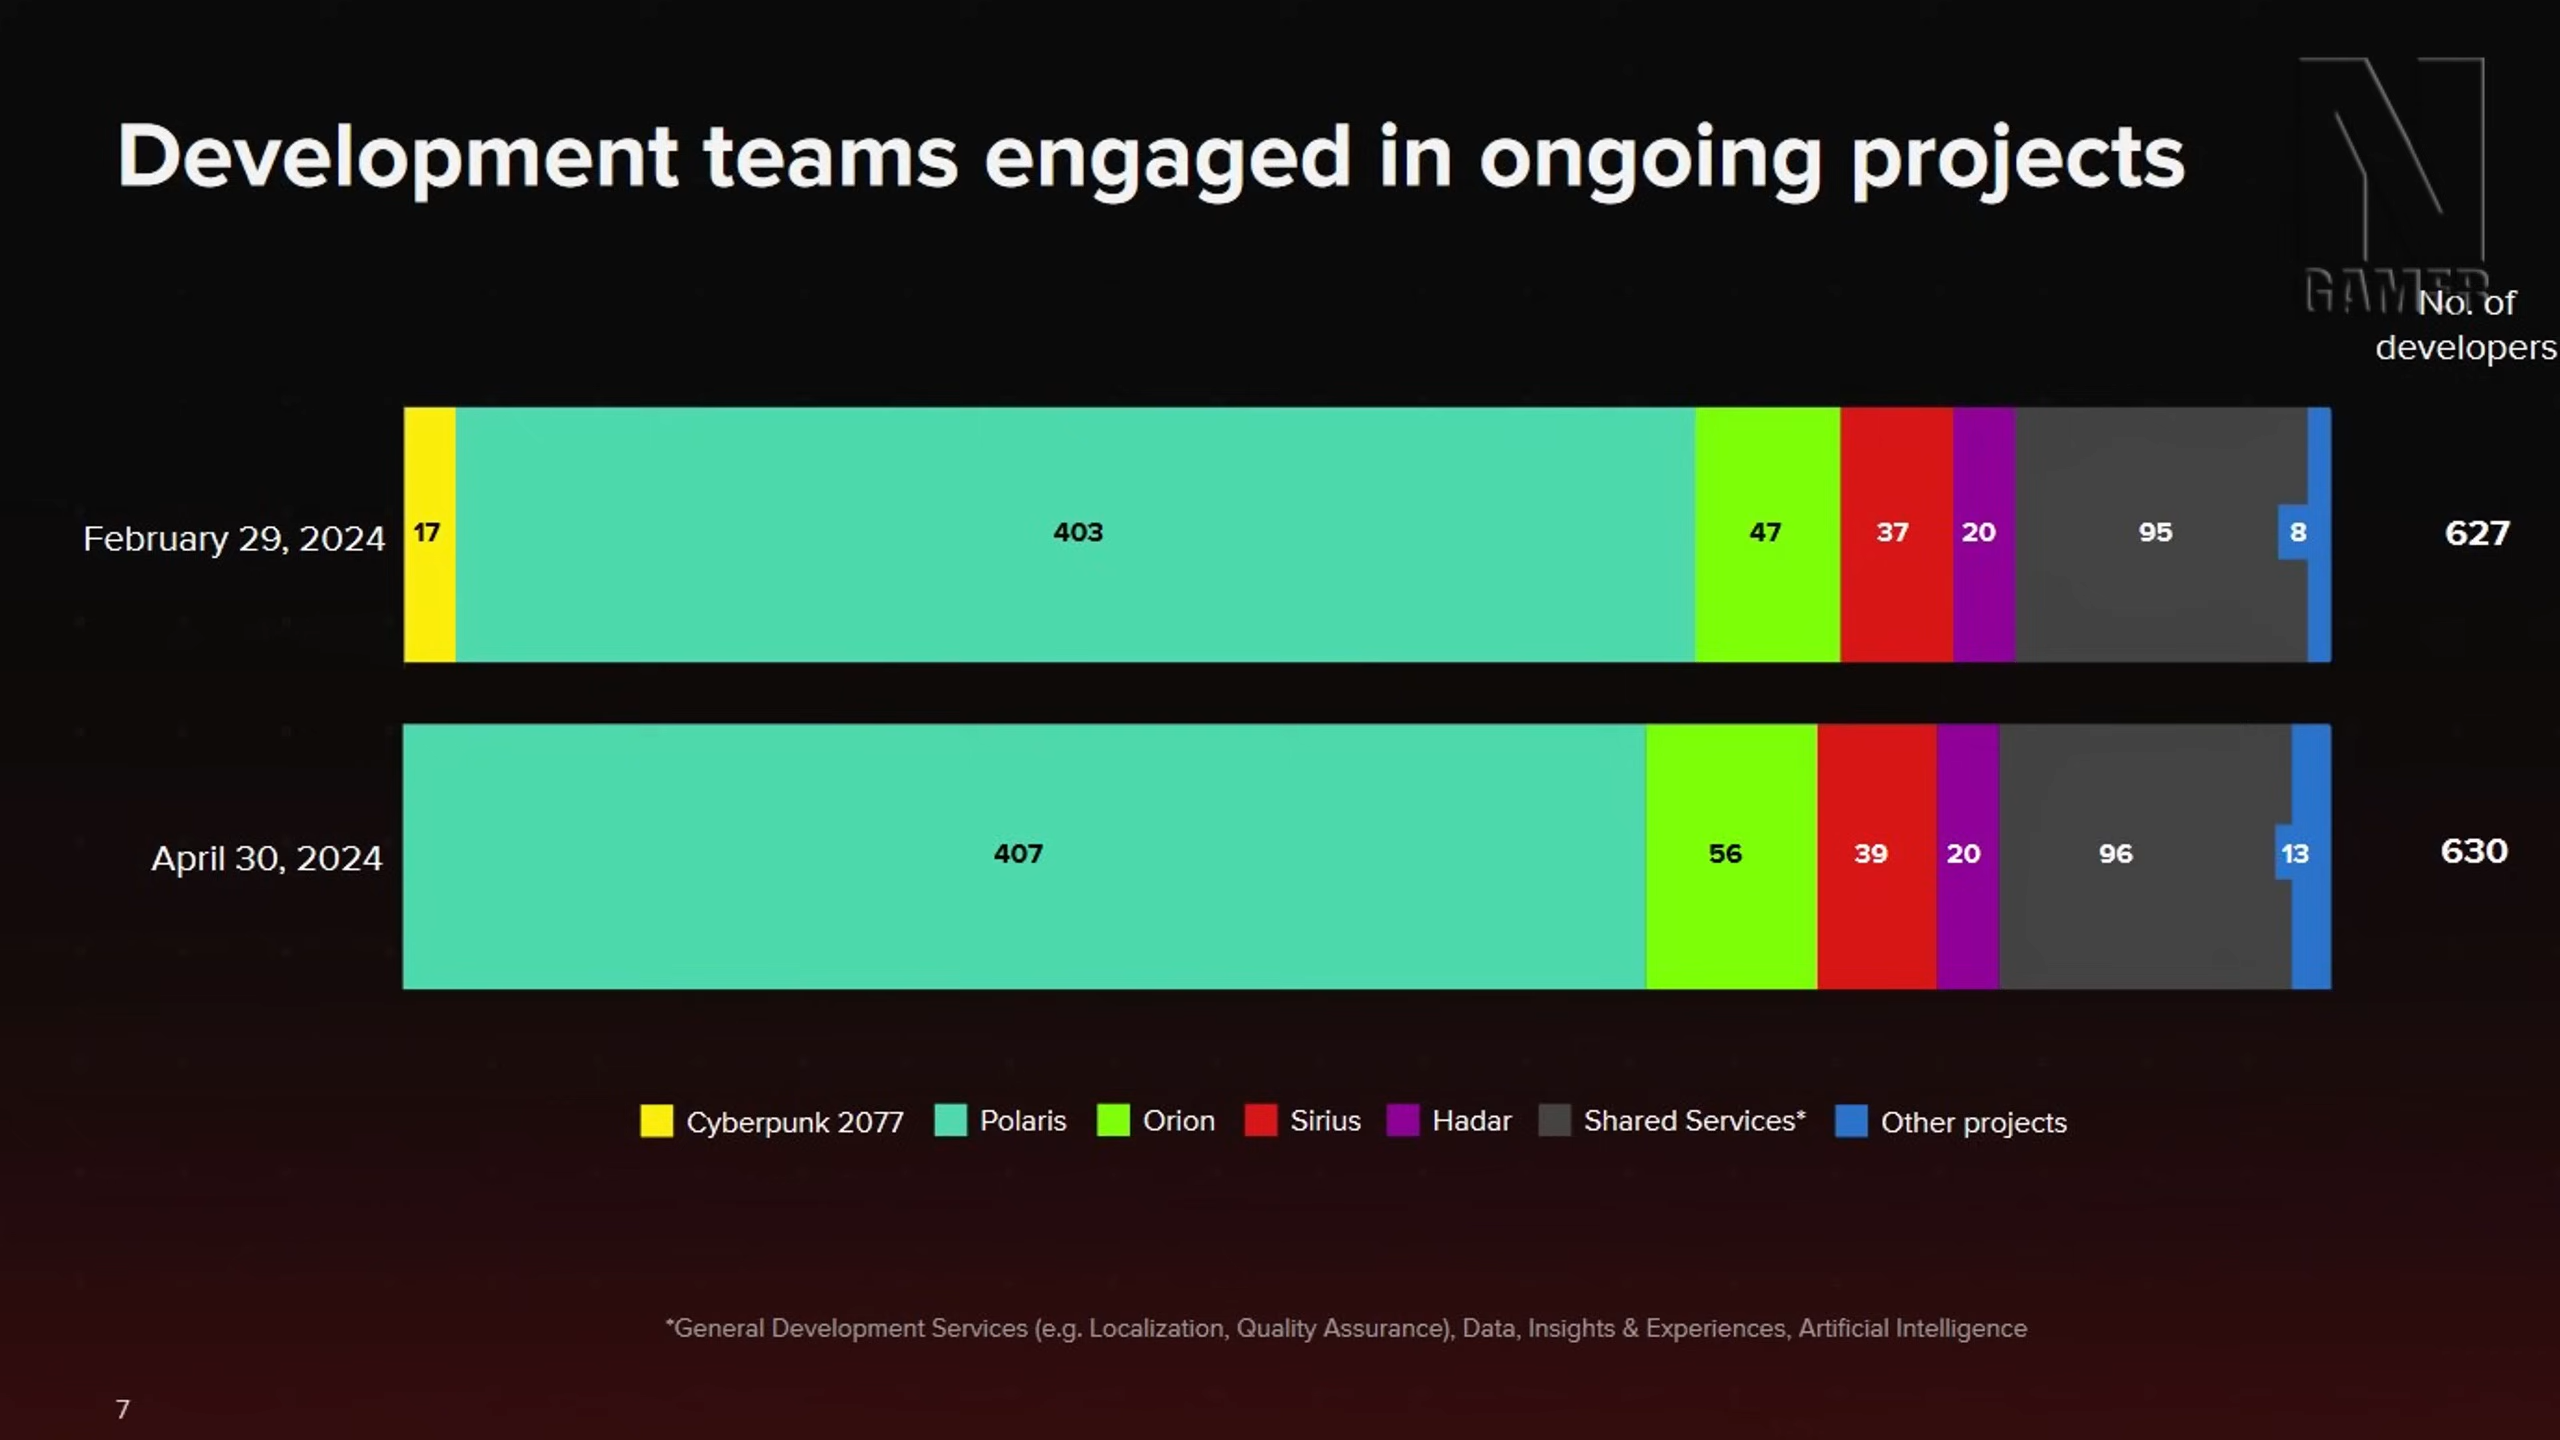 Development teams engaged in ongoing projects
N
GAMER
No. of
developers
February 29, 2024 17 403 47 37 20 95 8 627
April 30, 2024 407 56 39 20 96 13 630
Cyberpunk 2077 Polaris Orion Sirius Hadar Shared Services* Other projects
*General Development Services (e.g. Localization, Quality Assurance), Data, Insights & Experiences, Artificial Intelligence
7